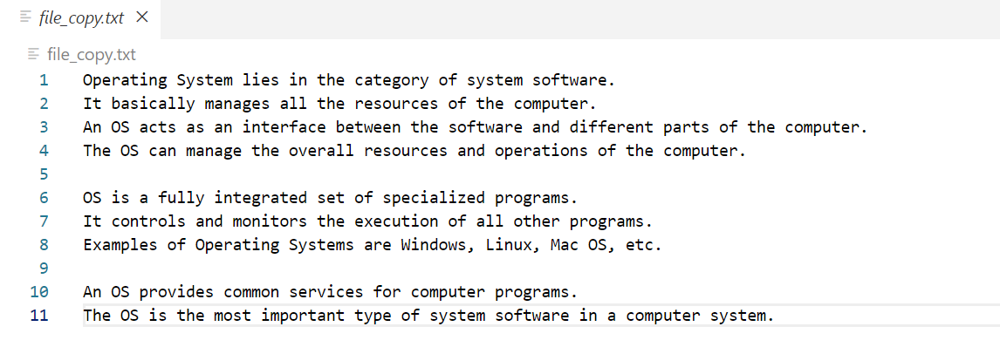 file_copy.txt
file_copy.txt
1 Operating System lies in the category of system software.
2 It basically manages all the resources of the computer.
3 An OS acts as an interface between the software and different parts of the computer.
4 The OS can manage the overall resources and operations of the computer.
5
6 OS is a fully integrated set of specialized programs.
7 It controls and monitors the execution of all other programs.
8 Examples of Operating Systems are Windows, Linux, Mac OS, etc.
9
10 An OS provides common services for computer programs.
11 The OS is the most important type of system software in a computer system.